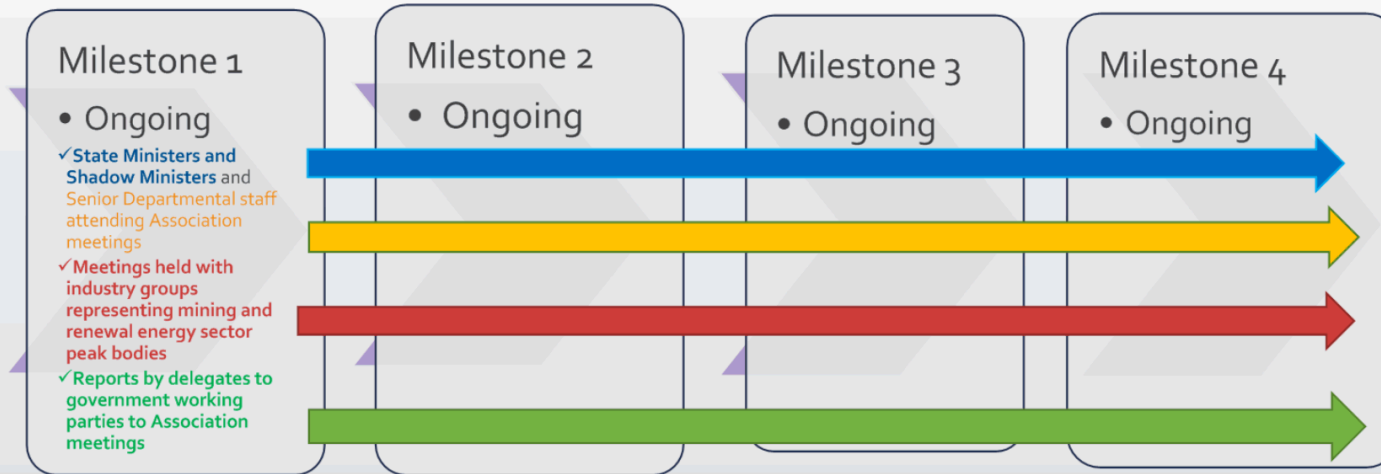 Milestone 1
• Ongoing
✓State Ministers and
Shadow Ministers and
Senior Departmental staff
attending Association
meetings
✓Meetings held with
industry groups
representing mining and
renewal energy sector
peak bodies
✓Reports by delegates to
government working
parties to Association
meetings
Milestone 2
• Ongoing
Milestone 3
• Ongoing
Milestone 4
• Ongoing